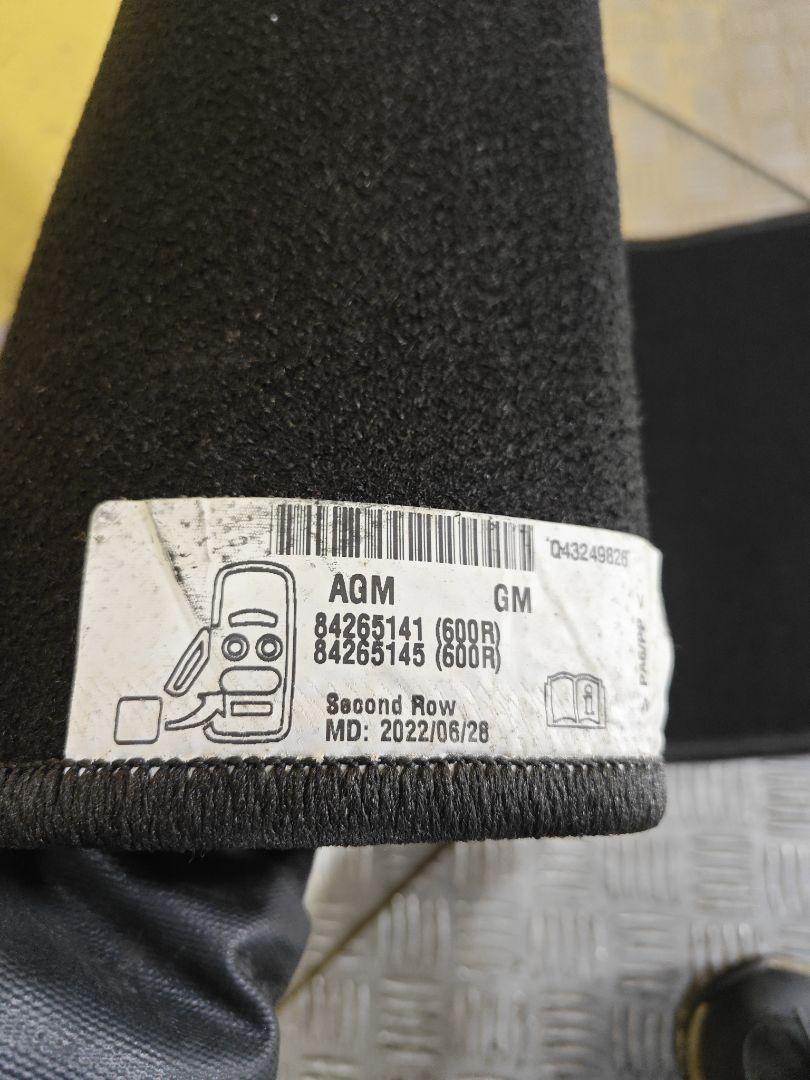 *Q43249826*
AGM GM
84265141 (600R)
84265145 (600R)
Second Row
MD: 2022/06/28
i